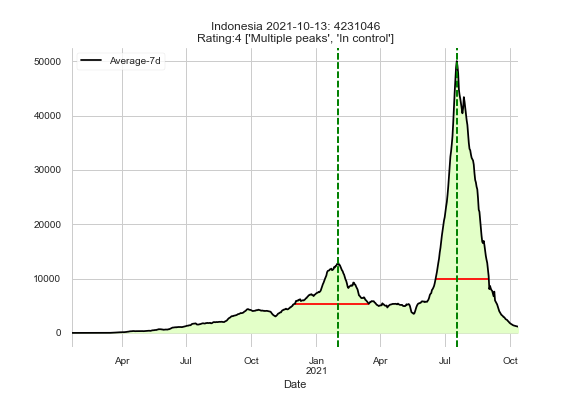 Indonesia 2021-10-13: 4231046
Rating:4 ['Multiple peaks', 'In control']
Average-7d
50000
40000
30000
20000
10000
0
Apr
Jul
Oct
Jan
2021
Apr
Jul
Oct
Date